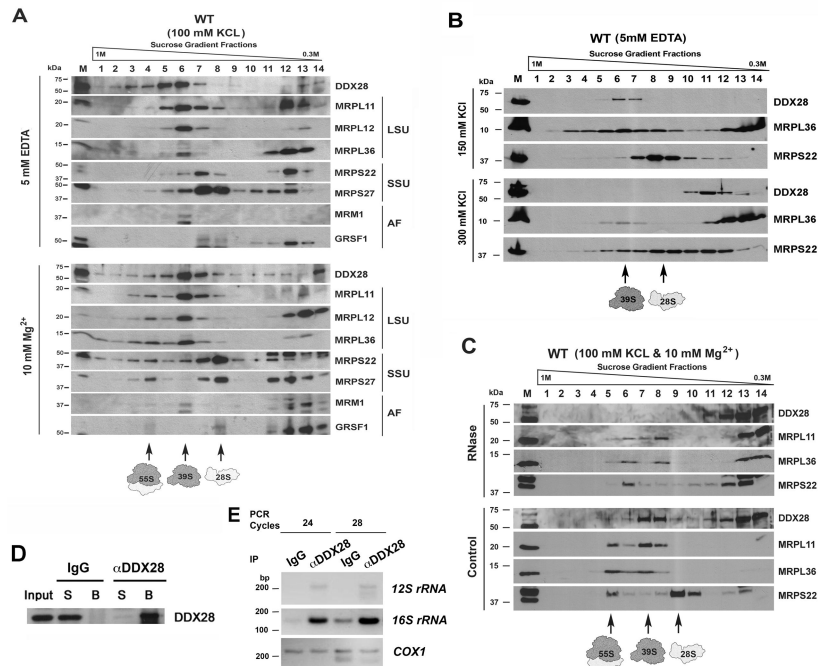 A
WT
(100 mM KCL)
Sucrose Gradient Fractions
1M 0.3M
kDa M 1 2 3 4 5 6 7 8 9 10 11 12 13 14
5 mM EDTA
75
50
DDX28
20
MRPL11
20
MRPL12
LSU
15
MRPL36
50
37
MRPS22
50
37
MRPS27
SSU
37
MRM1
50
GRSF1
AF
10 mM Mg2+
75
50
DDX28
20
MRPL11
20
MRPL12
LSU
15
MRPL36
37
MRPS22
50
37
MRPS27
SSU
37
MRM1
50
GRSF1
AF
55S 39S 28S
B
WT (5mM EDTA)
Sucrose Gradient Fractions
1M 0.3M
kDa M 1 2 3 4 5 6 7 8 9 10 11 12 13 14
150 mM KCl
75
50
DDX28
10
MRPL36
37
MRPS22
300 mM KCl
75
50
DDX28
10
MRPL36
37
MRPS22
39S 28S
C
WT (100 mM KCL & 10 mM Mg2+)
Sucrose Gradient Fractions
1M 0.3M
kDa M 1 2 3 4 5 6 7 8 9 10 11 12 13 14
RNase
75
50
DDX28
20
MRPL11
15
MRPL36
37
MRPS22
Control
75
50
DDX28
20
MRPL11
15
MRPL36
37
MRPS22
55S 39S 28S
D
IgG αDDX28
Input S B S B
DDX28
E
PCR
Cycles 24 28
IP IgG αDDX28 IgG αDDX28
bp
200
12S rRNA
200
100
16S rRNA
200
COX1